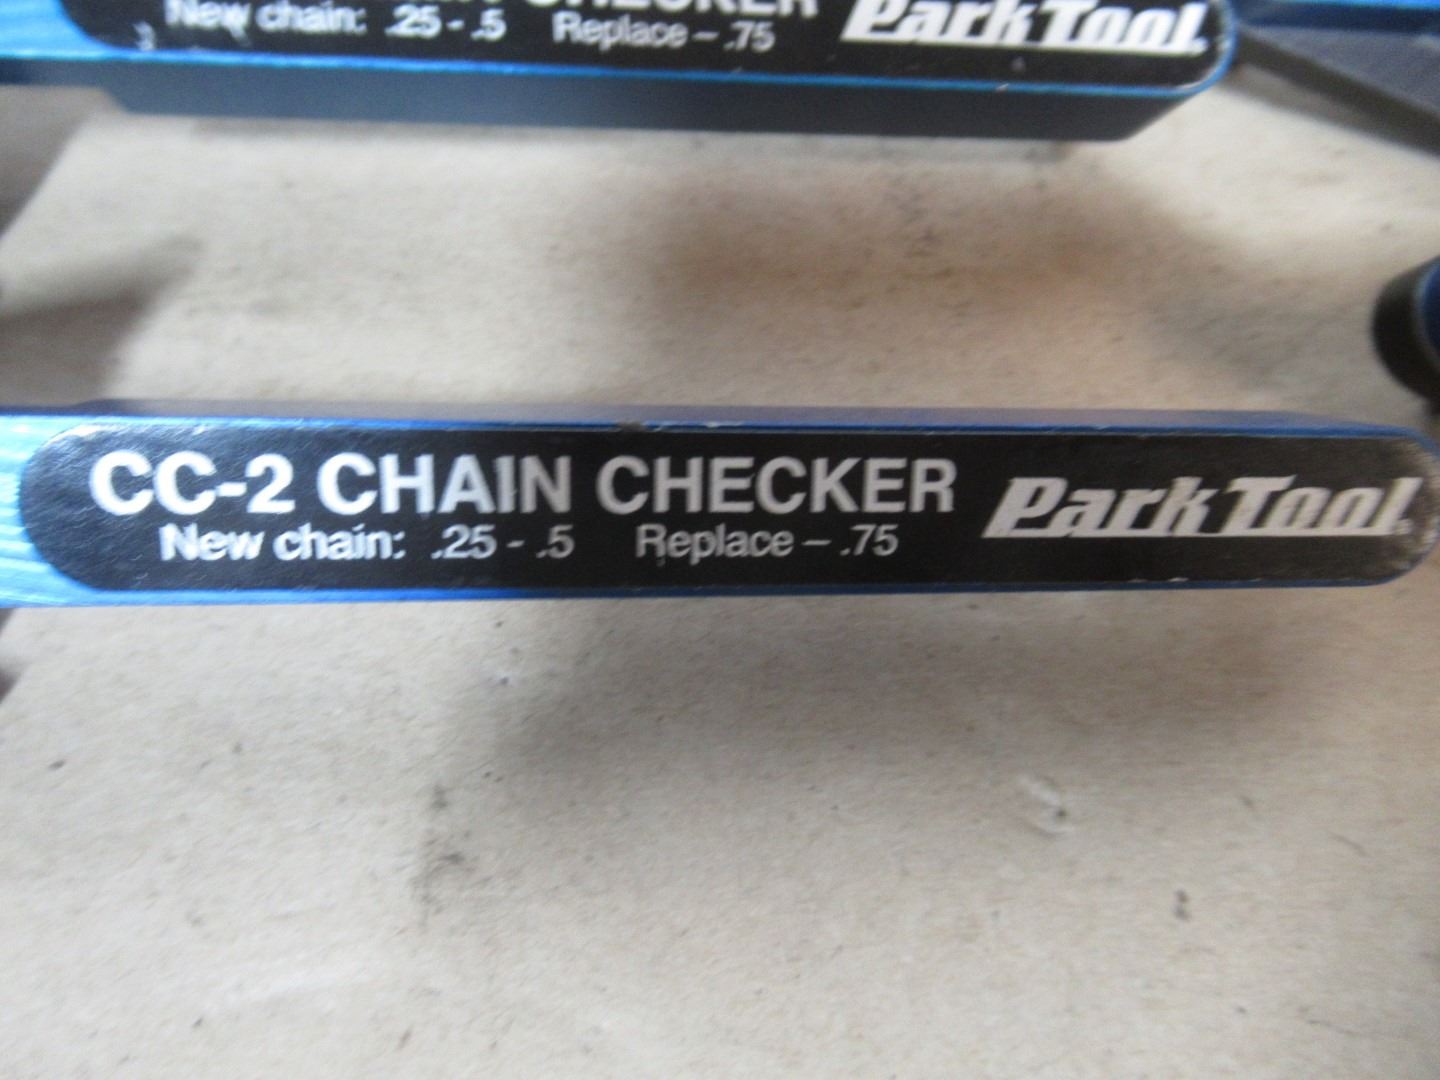 CHECKER
New chain: .25 - .5 Replace – .75 Park Tool
CC-2 CHAIN CHECKER
New chain: .25 - .5 Replace – .75
Park Tool